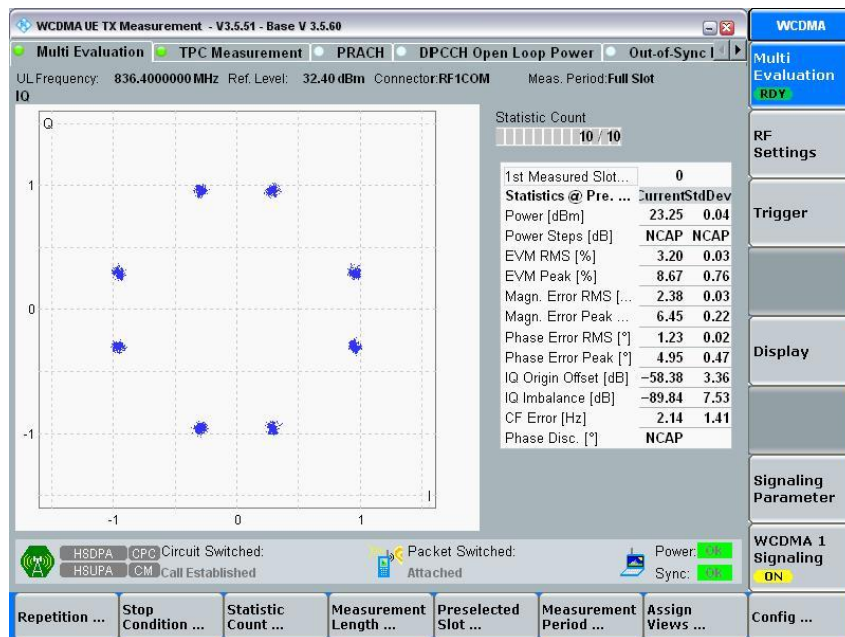 WCDMA UE TX Measurement - V3.5.51 - Base V 3.5.60
WCDMA
Multi Evaluation TPC Measurement PRACH DPCCH Open Loop Power Out-of-Sync
Multi Evaluation
RDY
UL Frequency: 836.4000000 MHz Ref. Level: 32.40 dBm Connector:RF1COM Meas. Period:Full Slot
IQ
Q
1
0
-1
-1 0 1
I
Statistic Count
10 / 10
1st Measured Slot... 0
Statistics @ Pre. ... Current StdDev
Power [dBm] 23.25 0.04
Power Steps [dB] NCAP NCAP
EVM RMS [%] 3.20 0.03
EVM Peak [%] 8.67 0.76
Magn. Error RMS [... 2.38 0.03
Magn. Error Peak ... 6.45 0.22
Phase Error RMS [°] 1.23 0.02
Phase Error Peak [°] 4.95 0.47
IQ Origin Offset [dB] −58.38 3.36
IQ Imbalance [dB] −89.84 7.53
CF Error [Hz] 2.14 1.41
Phase Disc. [°] NCAP
RF Settings
Trigger
Display
Signaling Parameter
WCDMA 1 Signaling
ON
HSDPA CPC Circuit Switched: Packet Switched: Power: OK
HSUPA CM Call Established Attached Sync: OK
Repetition ...
Stop Condition ...
Statistic Count ...
Measurement Length ...
Preselected Slot ...
Measurement Period ...
Assign Views ...
Config ...